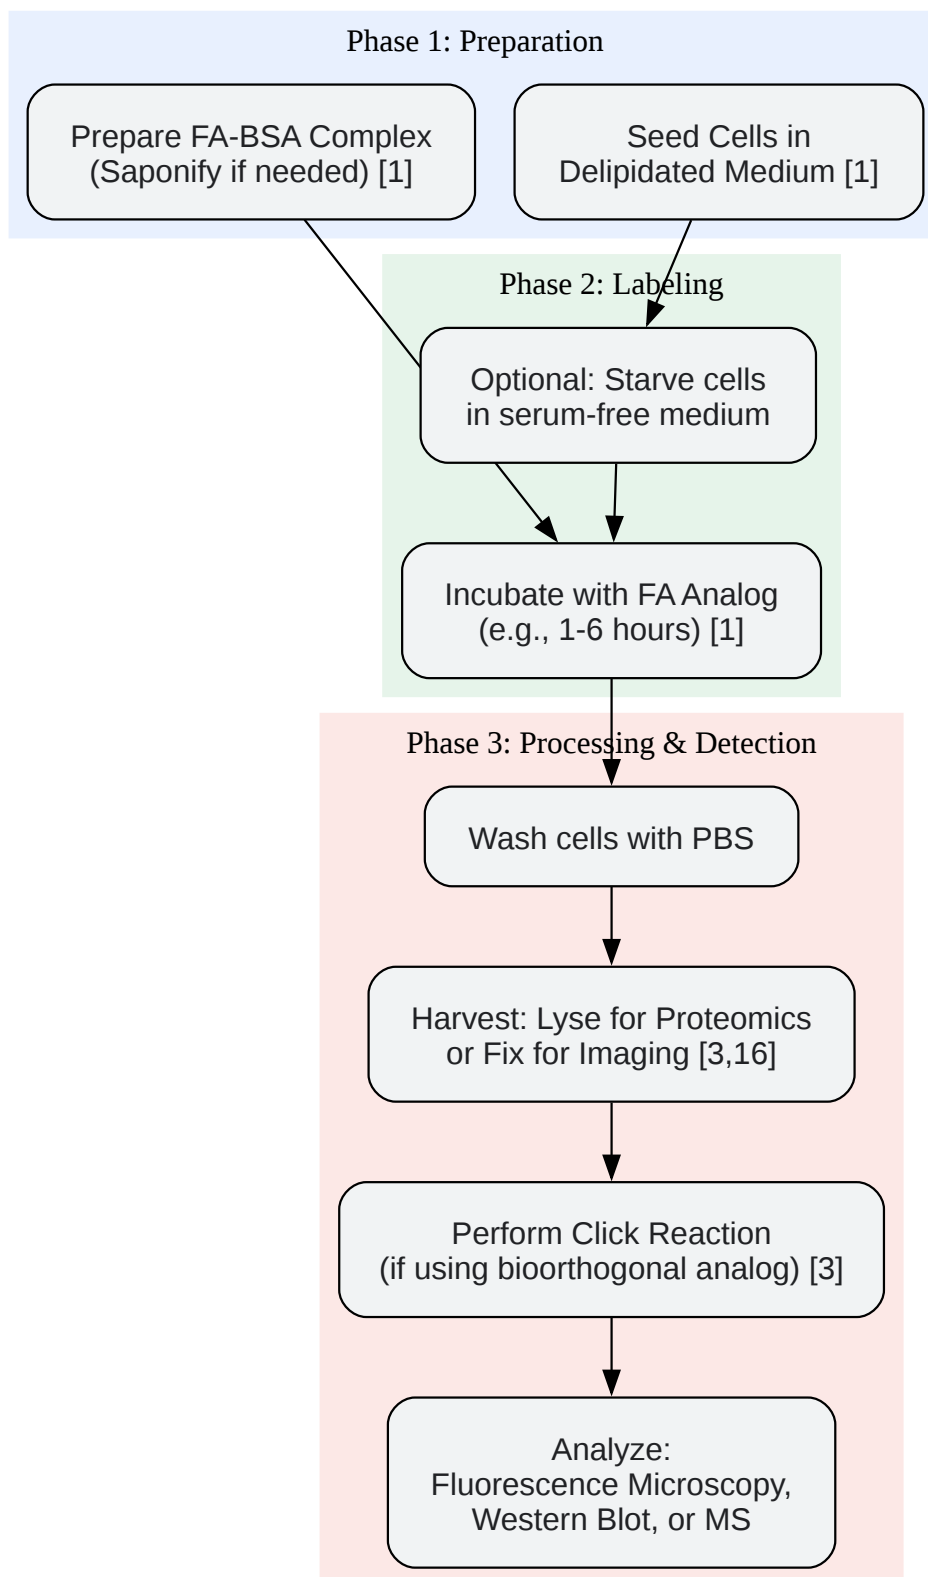 Phase 1: Preparation
Prepare FA-BSA Complex
(Saponify if needed) [1]
Seed Cells in
Delipidated Medium [1]
Phase 2: Labeling
Optional: Starve cells
in serum-free medium
Incubate with FA Analog
(e.g., 1-6 hours) [1]
Phase 3: Processing & Detection
Wash cells with PBS
Harvest: Lyse for Proteomics
or Fix for Imaging [3,16]
Perform Click Reaction
(if using bioorthogonal analog) [3]
Analyze:
Fluorescence Microscopy,
Western Blot, or MS